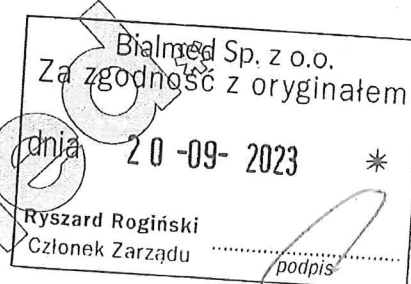 Bialmed Sp. z o.o.
Za zgodność z oryginałem
dnia 20 -09- 2023 *
Ryszard Rogiński
Członek Zarządu ........................
podpis